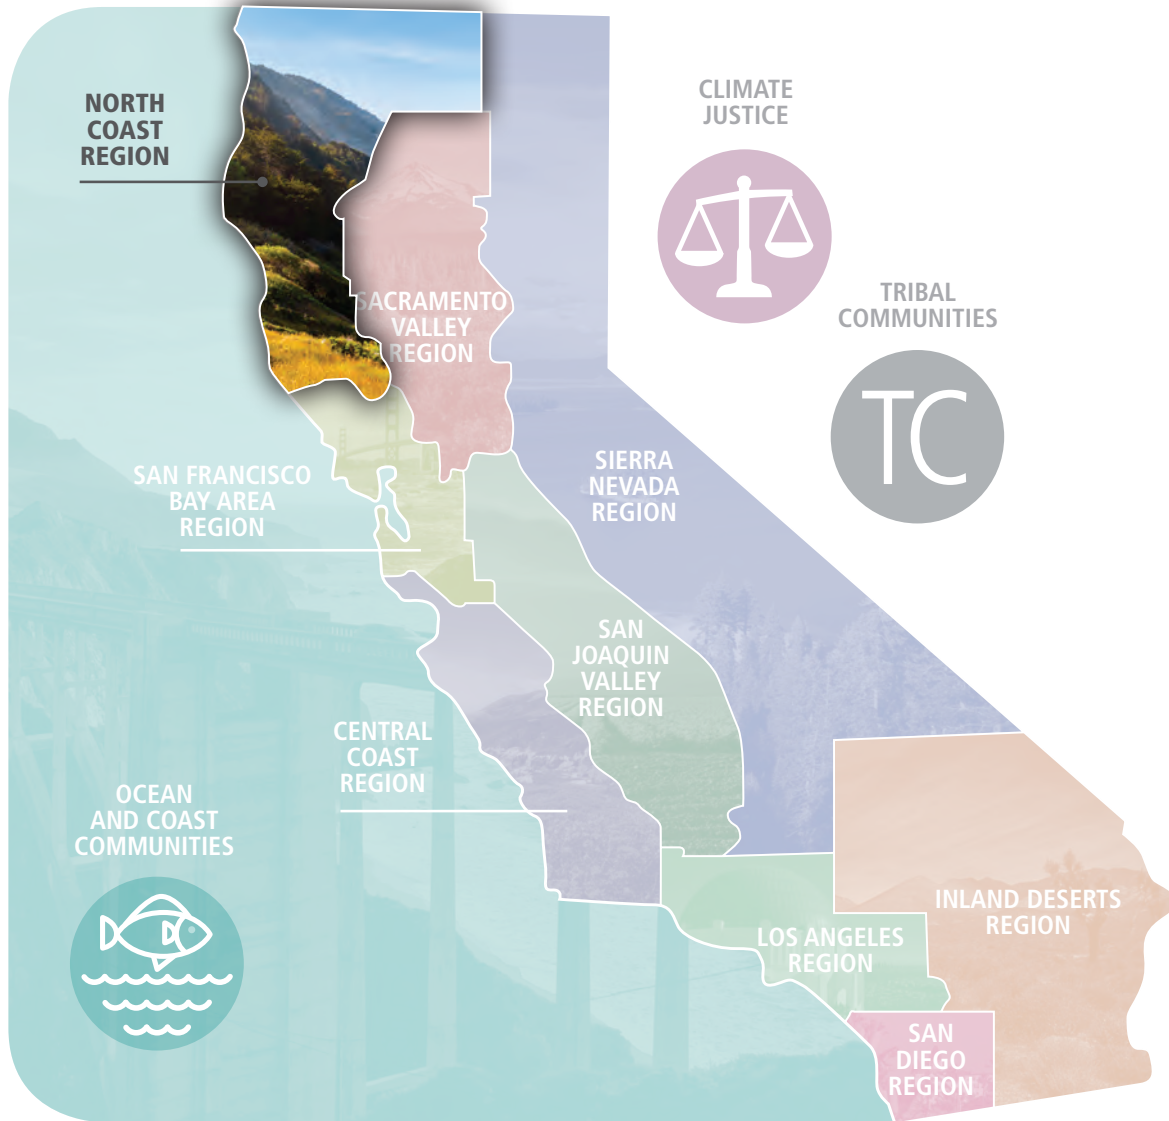 NORTH
COAST
REGION
CLIMATE
JUSTICE
TRIBAL
COMMUNITIES
TC
SACRAMENTO
VALLEY
REGION
SAN FRANCISCO
BAY AREA
REGION
SIERRA
NEVADA
REGION
SAN
JOAQUIN
VALLEY
REGION
CENTRAL
COAST
REGION
OCEAN
AND COAST
COMMUNITIES
INLAND DESERTS
REGION
LOS ANGELES
REGION
SAN
DIEGO
REGION